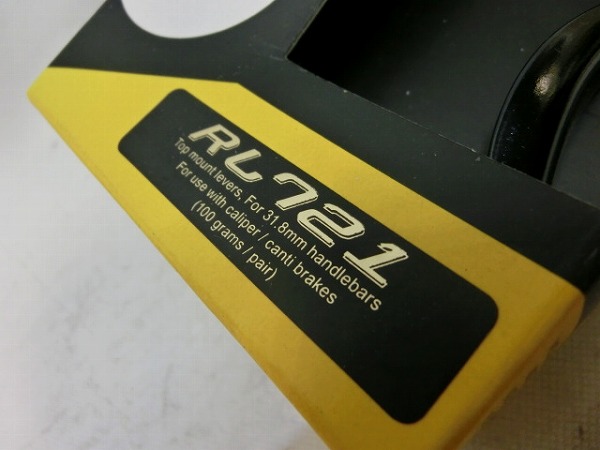 RL721
Top mount levers, For 31.8mm handlebars
For use with caliper / canti brakes
(100 grams / pair)